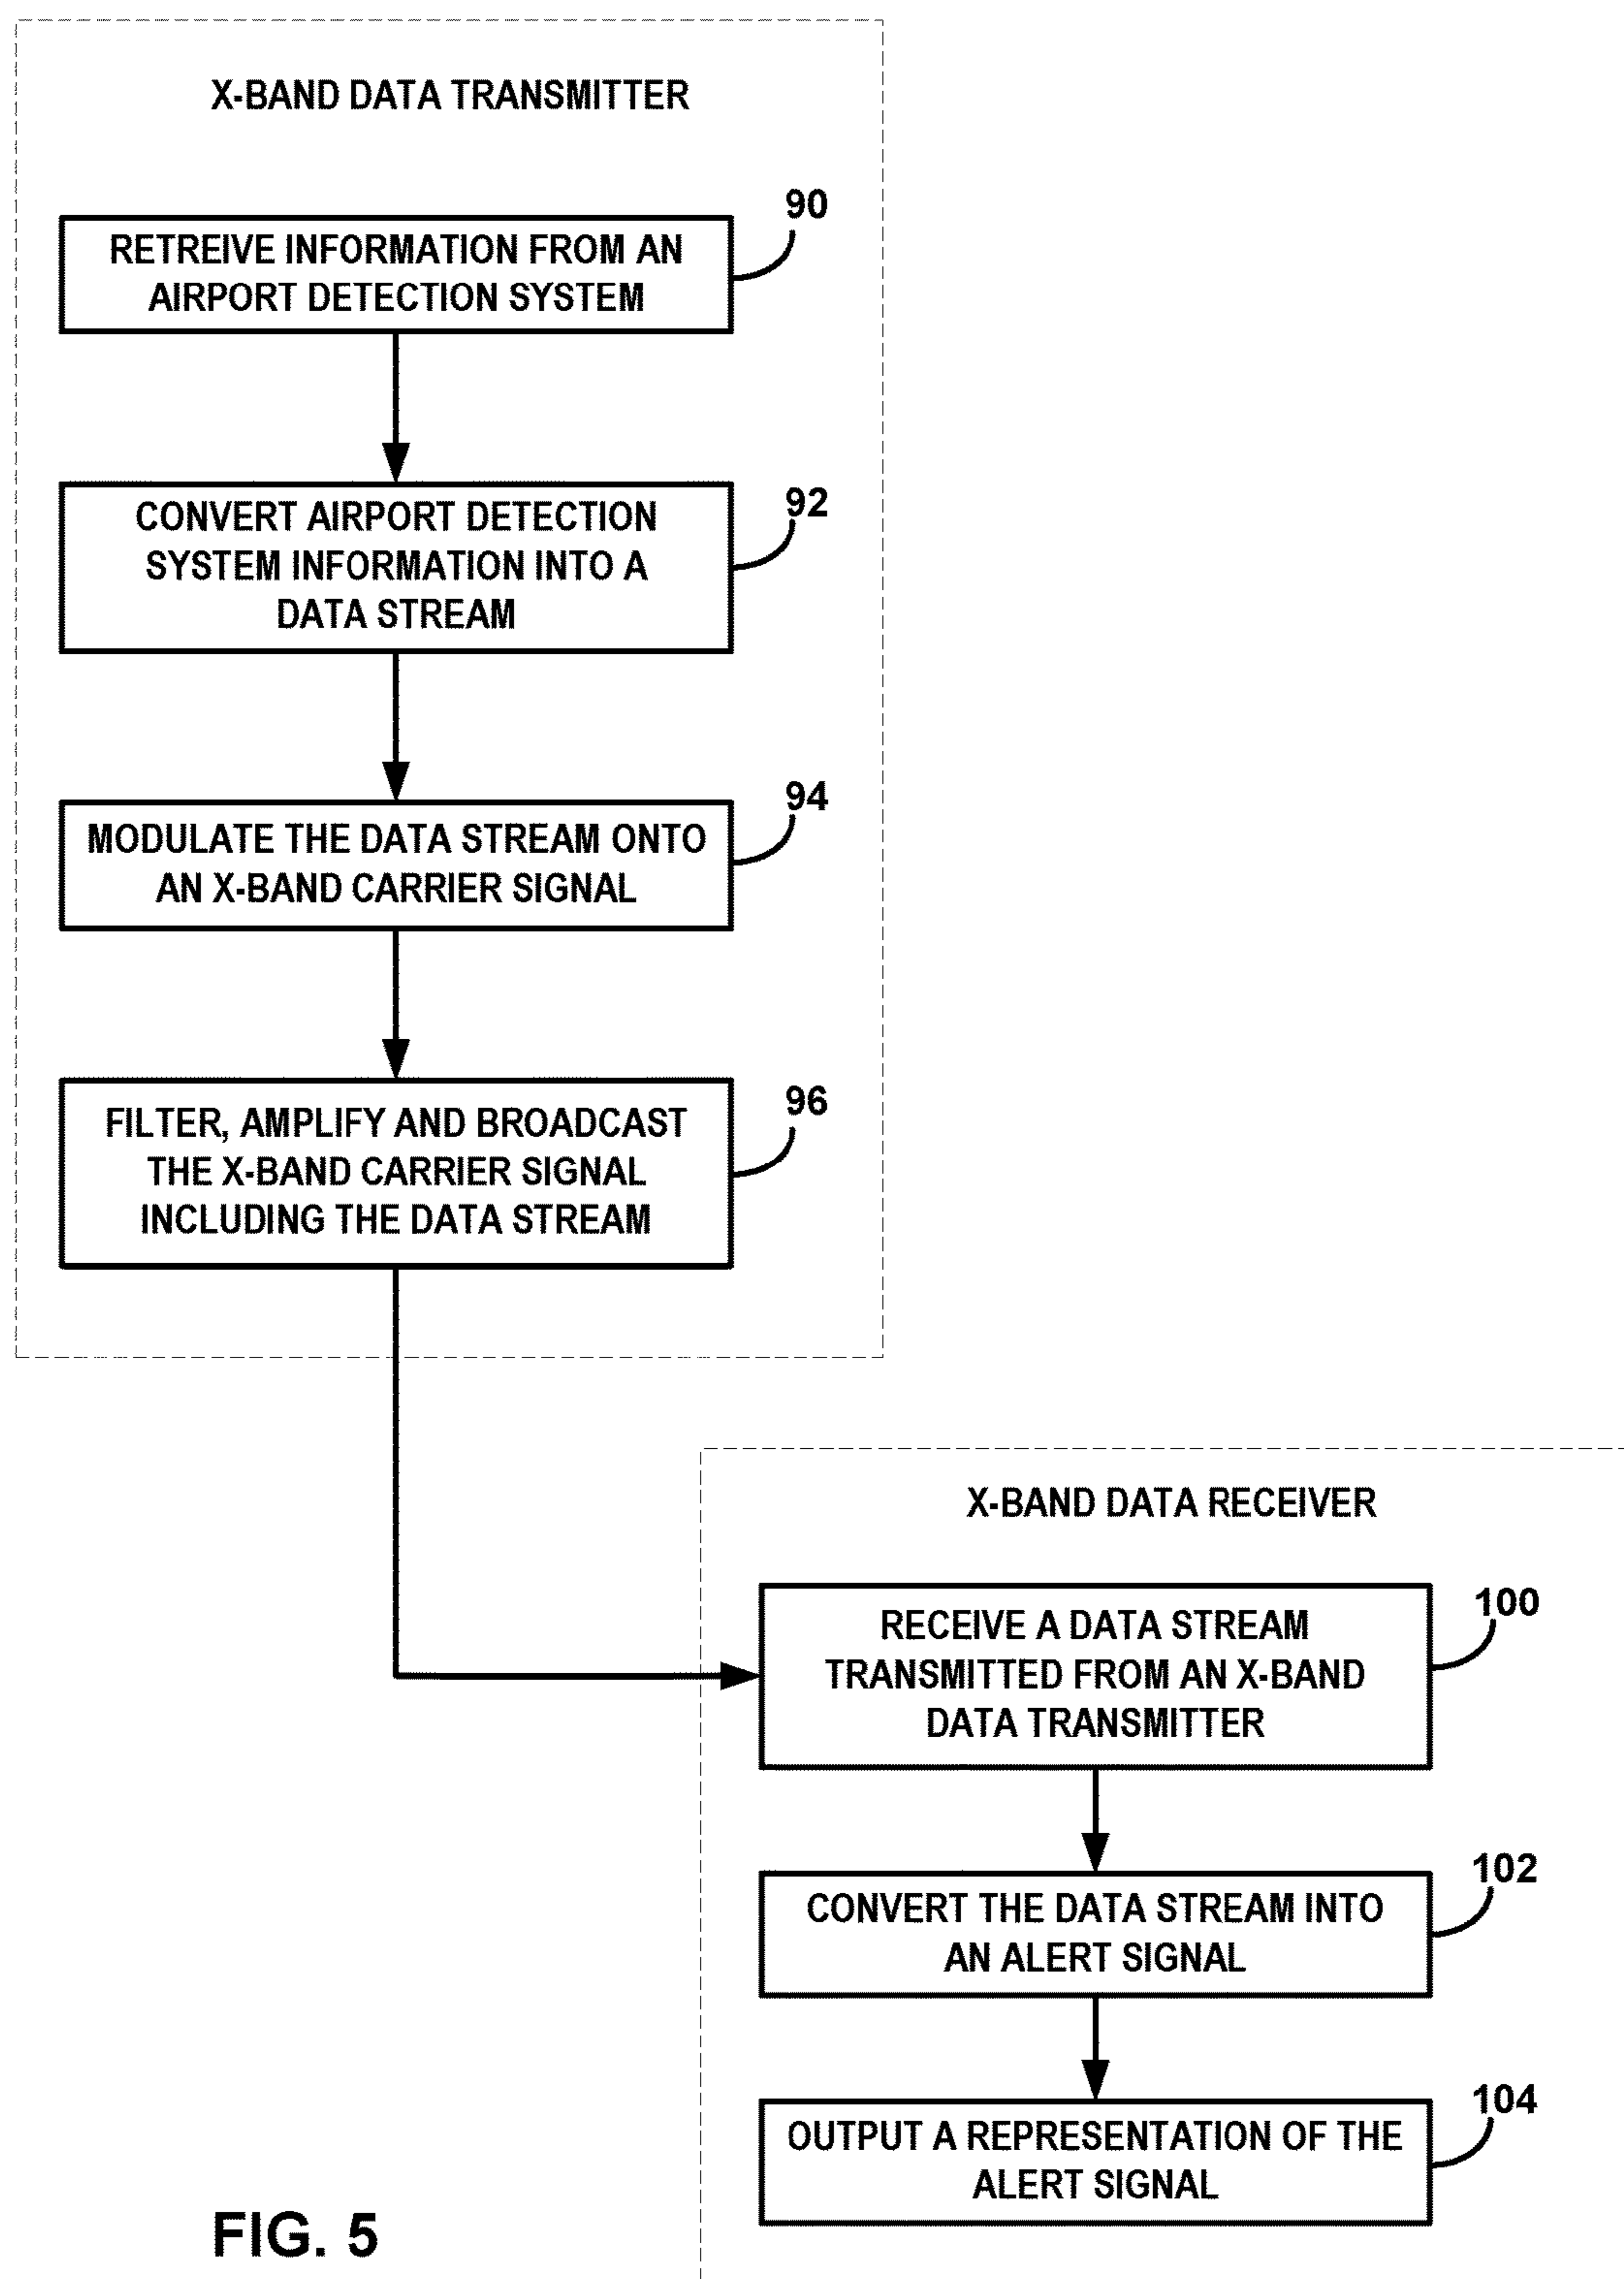 X-BAND DATA TRANSMITTER
90
RETREIVE INFORMATION FROM AN
AIRPORT DETECTION SYSTEM
92
CONVERT AIRPORT DETECTION
SYSTEM INFORMATION INTO A
DATA STREAM
94
MODULATE THE DATA STREAM ONTO
AN X-BAND CARRIER SIGNAL
96
FILTER, AMPLIFY AND BROADCAST
THE X-BAND CARRIER SIGNAL
INCLUDING THE DATA STREAM
X-BAND DATA RECEIVER
100
RECEIVE A DATA STREAM
TRANSMITTED FROM AN X-BAND
DATA TRANSMITTER
102
CONVERT THE DATA STREAM INTO
AN ALERT SIGNAL
104
OUTPUT A REPRESENTATION OF THE
ALERT SIGNAL
FIG. 5